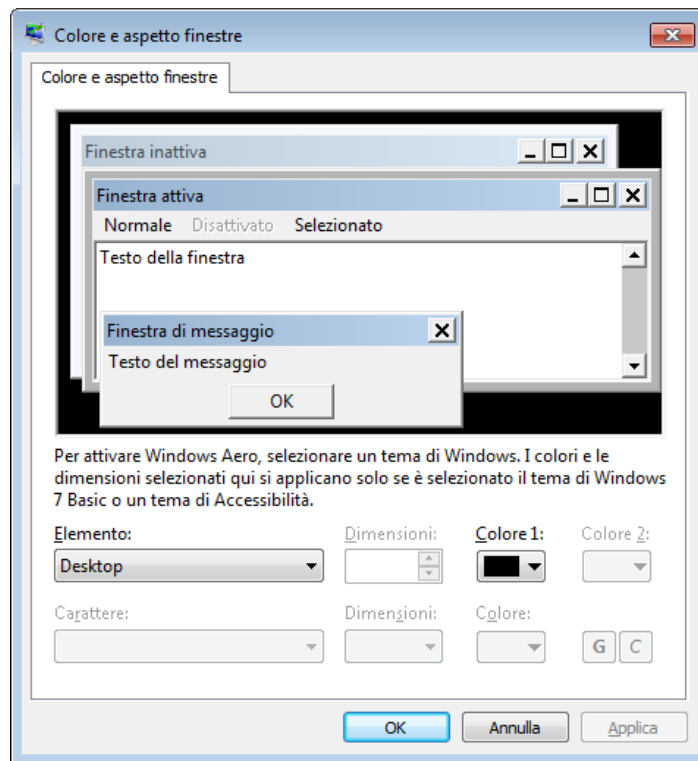 Colore e aspetto finestre
Colore e aspetto finestre
Finestra inattiva
Finestra attiva
Normale Disattivato Selezionato
Testo della finestra
Finestra di messaggio
Testo del messaggio
OK
Per attivare Windows Aero, selezionare un tema di Windows. I colori e le
dimensioni selezionati qui si applicano solo se è selezionato il tema di Windows
7 Basic o un tema di Accessibilità.
Elemento: Dimensioni: Colore 1: Colore 2:
Desktop
Carattere: Dimensioni: Colore:
G C
OK Annulla Applica